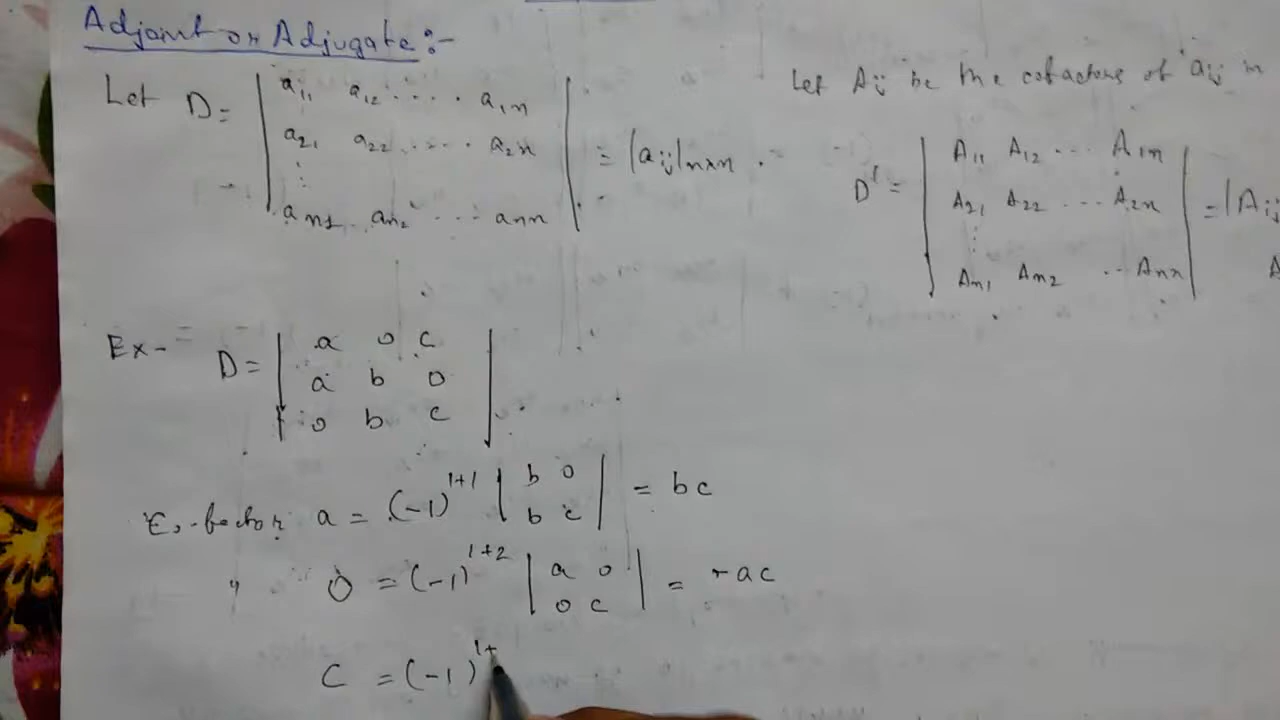 Adjoint or Adjugate:-
Let D = | a11 a12 .... a1n |
| a21 a22 ..... a2n | = |aij|n×n .
⋮
| an1 an2 ... ann |
Let Aij be the cofactors of aij in
D' = | A11 A12 ... A1n |
| A21 A22 ... A2n | = |Aij
⋮
| An1 An2 .. Ann |
A
Ex- D = | a 0 c |
| a b 0 |
| 0 b c |
Co-factor a = (-1)^1+1 | b 0 | = bc
| b c |
" 0 = (-1)^1+2 | a 0 | = -ac
| 0 c |
C = (-1)^1+